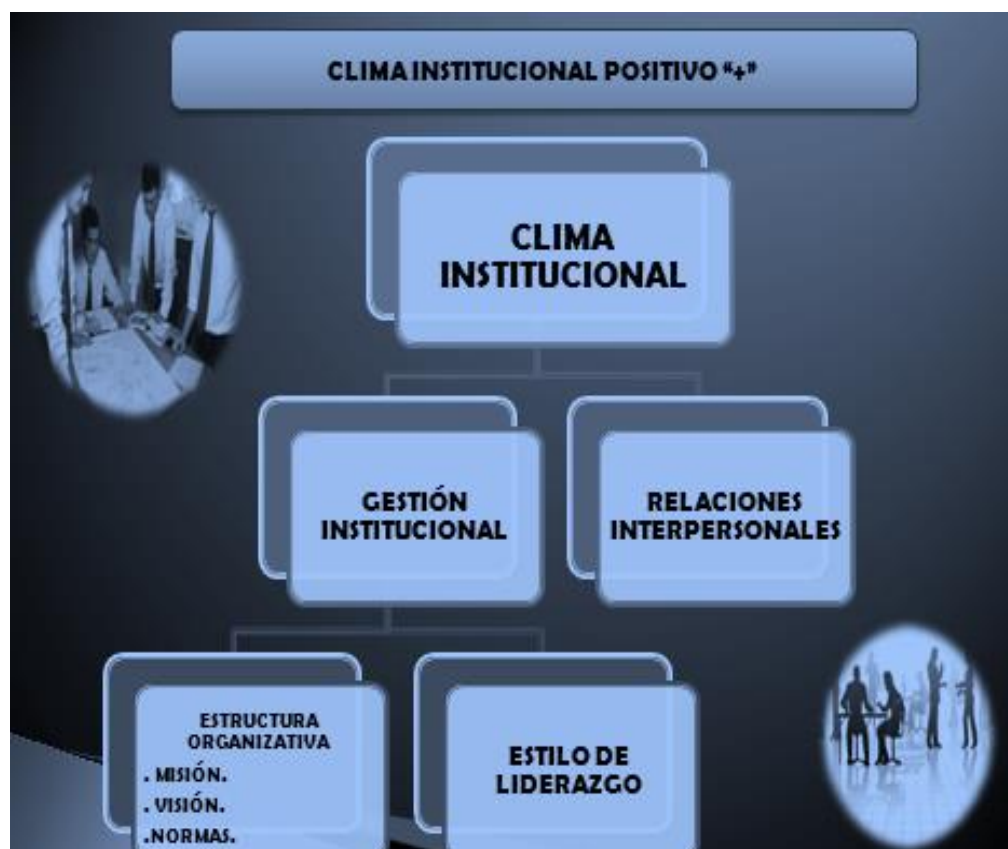 CLIMA INSTITUCIONAL POSITIVO “+”
CLIMA
INSTITUCIONAL
GESTIÓN
INSTITUCIONAL
RELACIONES
INTERPERSONALES
ESTRUCTURA
ORGANIZATIVA
. MISIÓN.
. VISIÓN.
.NORMAS.
ESTILO DE
LIDERAZGO